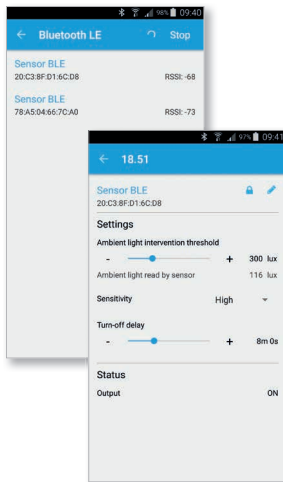 98% 09:40
Bluetooth LE Stop
Sensor BLE
20:C3:8F:D1:6C:D8 RSSI: -68
Sensor BLE
78:A5:04:66:7C:A0 RSSI: -73
97% 09:41
18.51
Sensor BLE
20:C3:8F:D1:6C:D8
Settings
Ambient light intervention threshold
- + 300 lux
Ambient light read by sensor 116 lux
Sensitivity High
Turn-off delay
- + 8m 0s
Status
Output ON